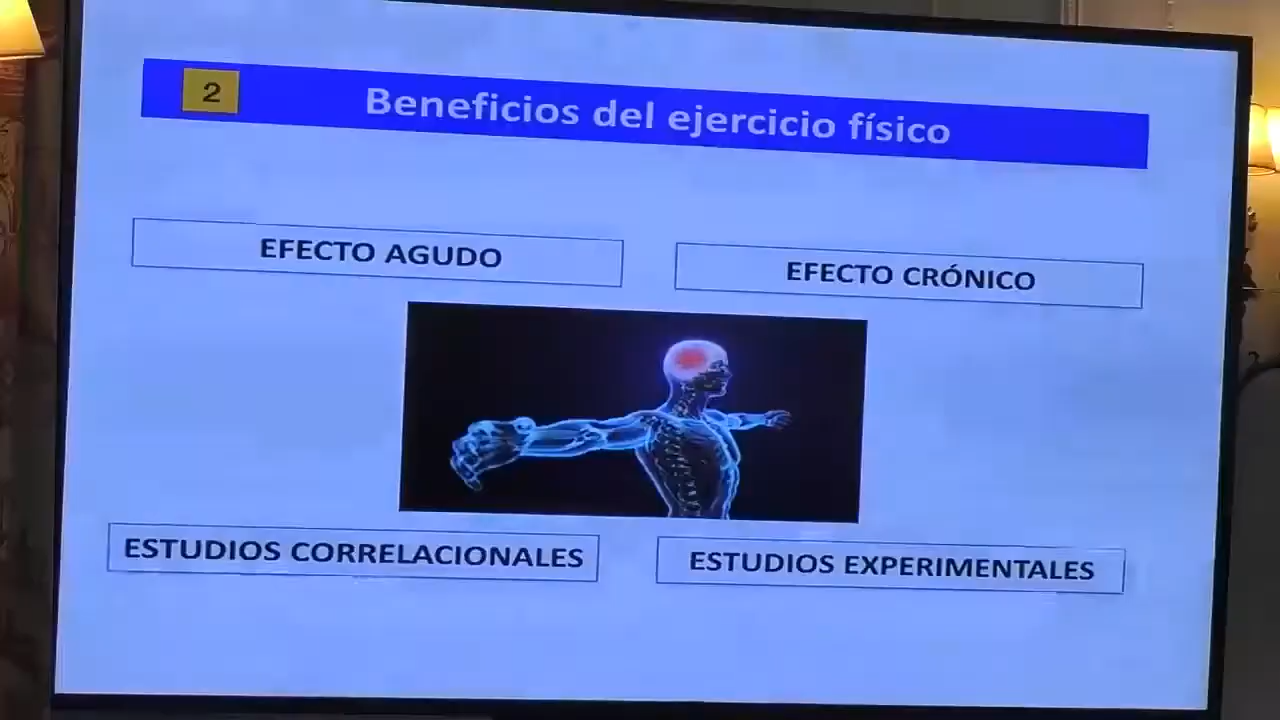 2
Beneficios del ejercicio físico
EFECTO AGUDO
EFECTO CRÓNICO
ESTUDIOS CORRELACIONALES
ESTUDIOS EXPERIMENTALES